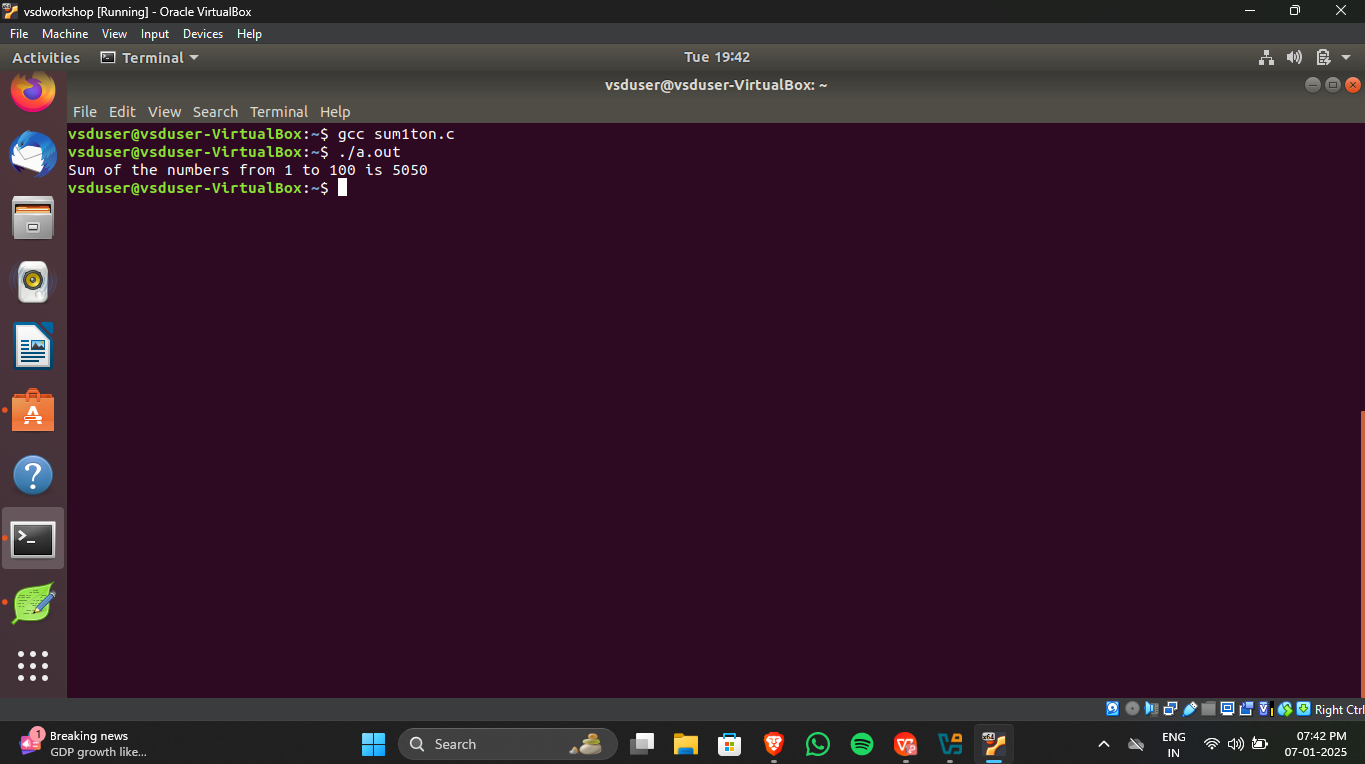 vsdworkshop [Running] - Oracle VirtualBox
File Machine View Input Devices Help
Activities Terminal Tue 19:42
vsduser@vsduser-VirtualBox: ~
File Edit View Search Terminal Help
vsduser@vsduser-VirtualBox:~$ gcc sum1ton.c
vsduser@vsduser-VirtualBox:~$ ./a.out
Sum of the numbers from 1 to 100 is 5050
vsduser@vsduser-VirtualBox:~$
Right Ctrl
1
Breaking news
GDP growth like...
Search
ENG
IN
07:42 PM
07-01-2025